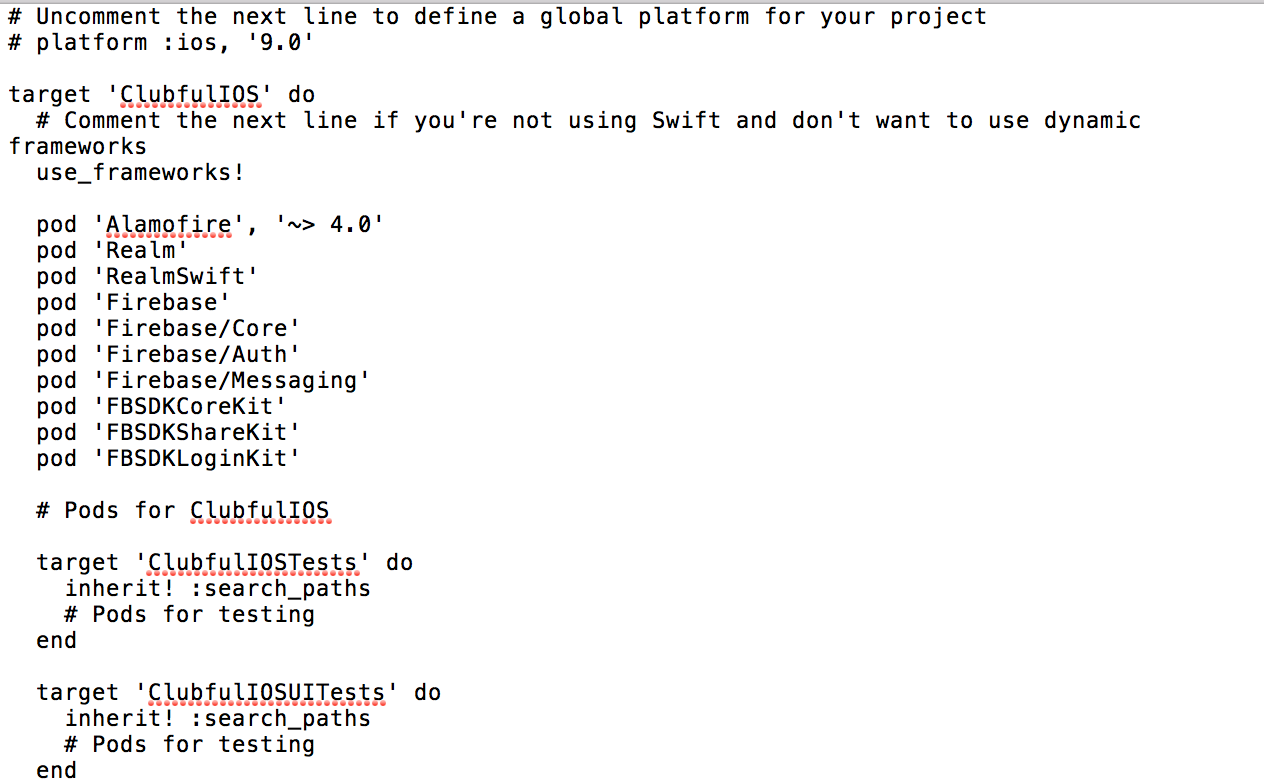 # Uncomment the next line to define a global platform for your project
# platform :ios, '9.0'
target 'ClubfulIOS' do
# Comment the next line if you're not using Swift and don't want to use dynamic
frameworks
use_frameworks!
pod 'Alamofire', '~> 4.0'
pod 'Realm'
pod 'RealmSwift'
pod 'Firebase'
pod 'Firebase/Core'
pod 'Firebase/Auth'
pod 'Firebase/Messaging'
pod 'FBSDKCoreKit'
pod 'FBSDKShareKit'
pod 'FBSDKLoginKit'
# Pods for ClubfulIOS
target 'ClubfulIOSTests' do
inherit! :search_paths
# Pods for testing
end
target 'ClubfulIOSUITests' do
inherit! :search_paths
# Pods for testing
end